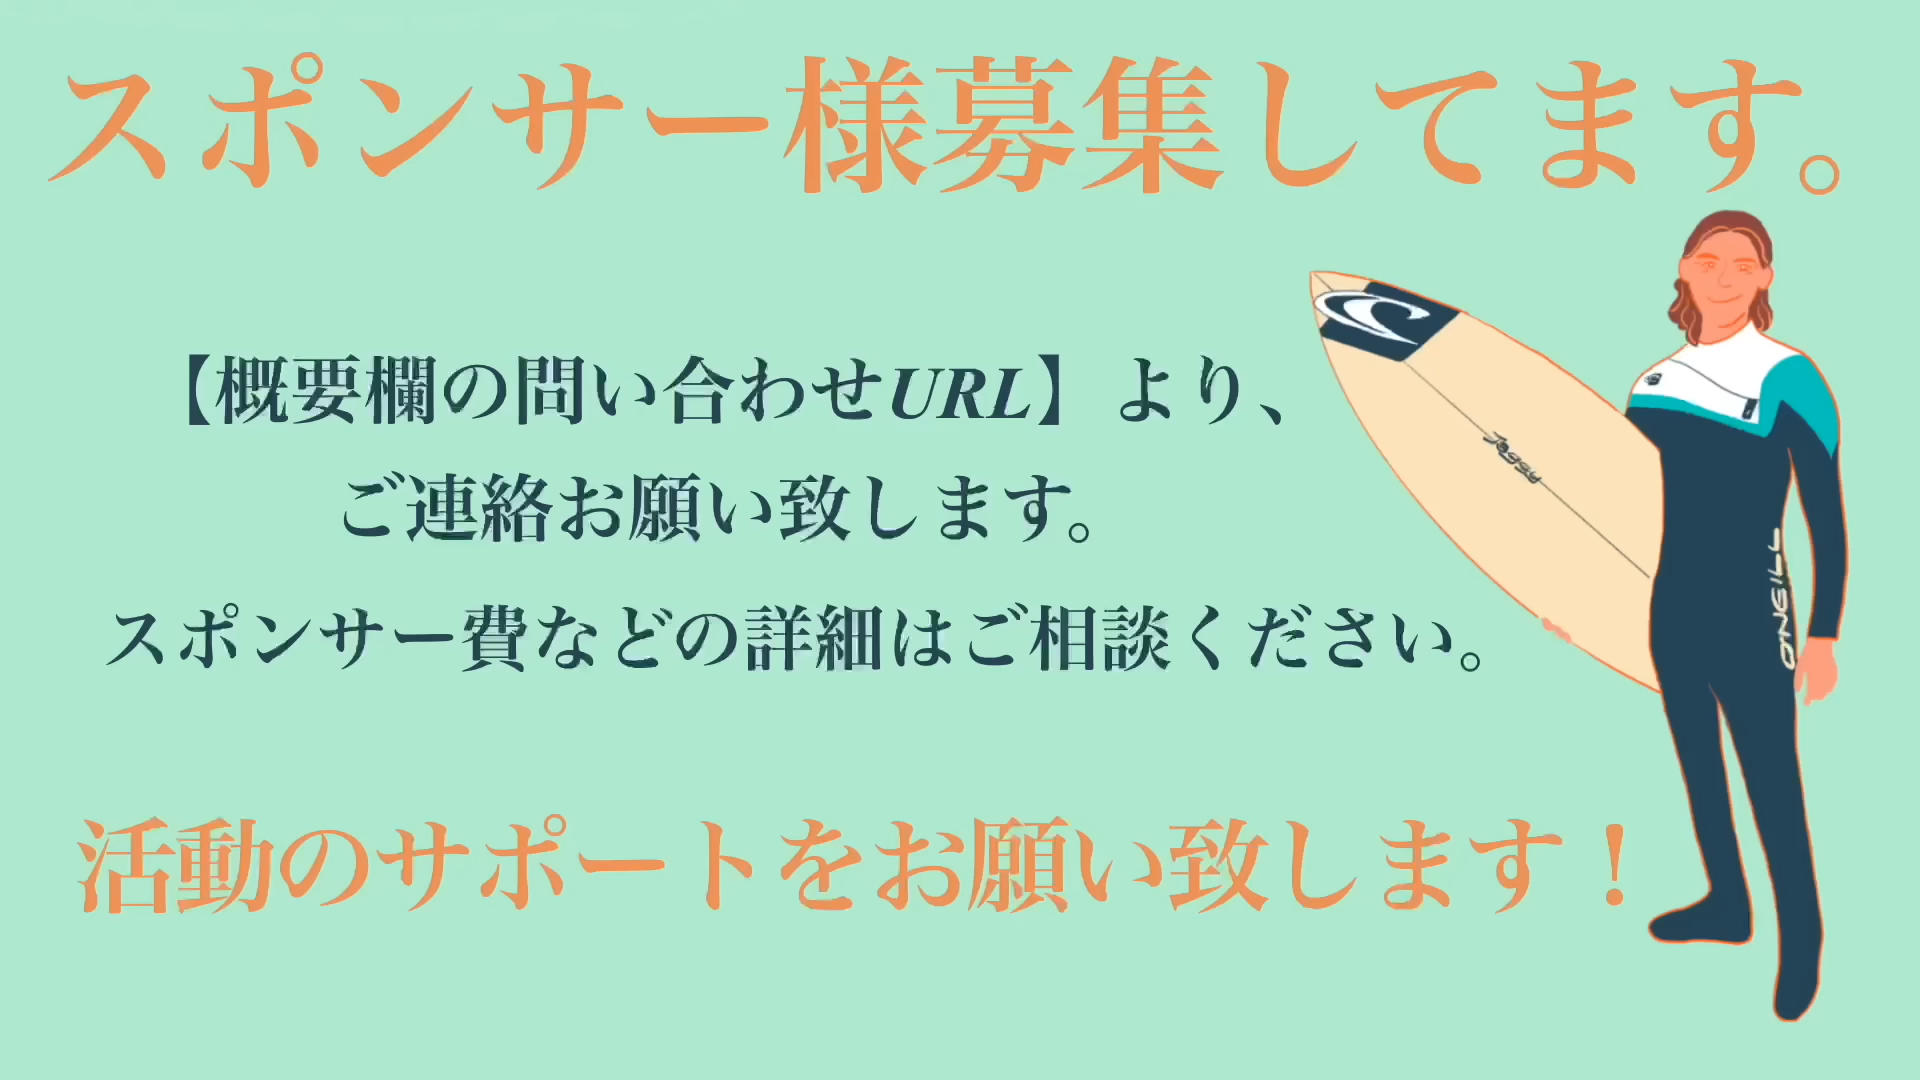 スポンサー様募集してます。
【概要欄の問い合わせURL】より、
ご連絡お願い致します。
スポンサー費などの詳細はご相談ください。
活動のサポートをお願い致します！
Jaggy
O'NEILL